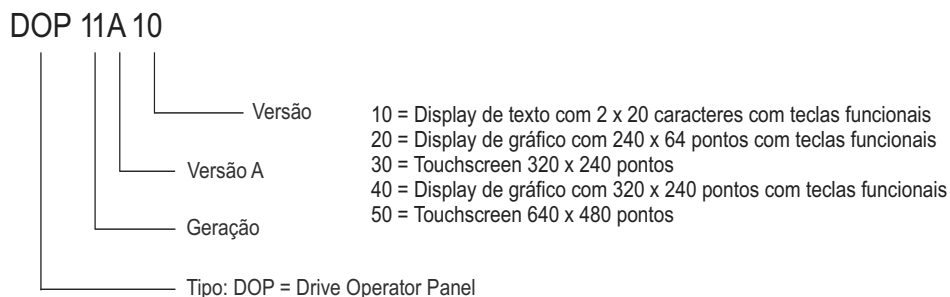 DOP 11A 10
Versão
10 = Display de texto com 2 x 20 caracteres com teclas funcionais
20 = Display de gráfico com 240 x 64 pontos com teclas funcionais
30 = Touchscreen 320 x 240 pontos
40 = Display de gráfico com 320 x 240 pontos com teclas funcionais
50 = Touchscreen 640 x 480 pontos
Versão A
Geração
Tipo: DOP = Drive Operator Panel